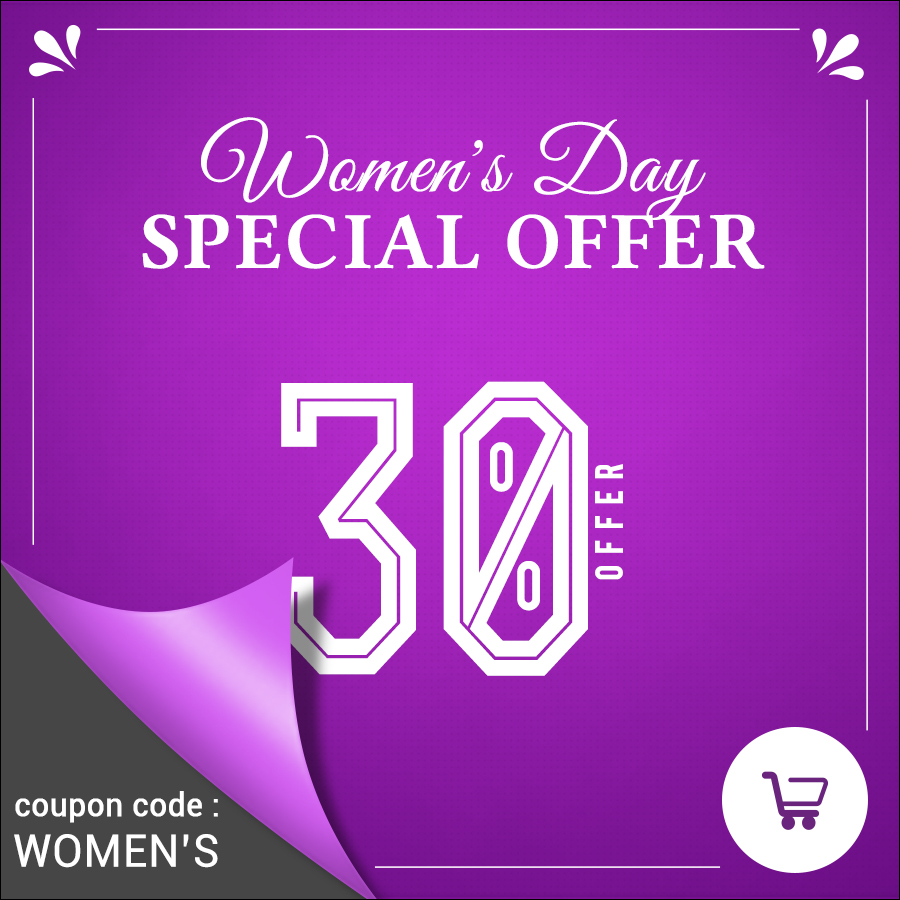 Women's Day
SPECIAL OFFER
30%
OFFER
coupon code :
WOMEN'S